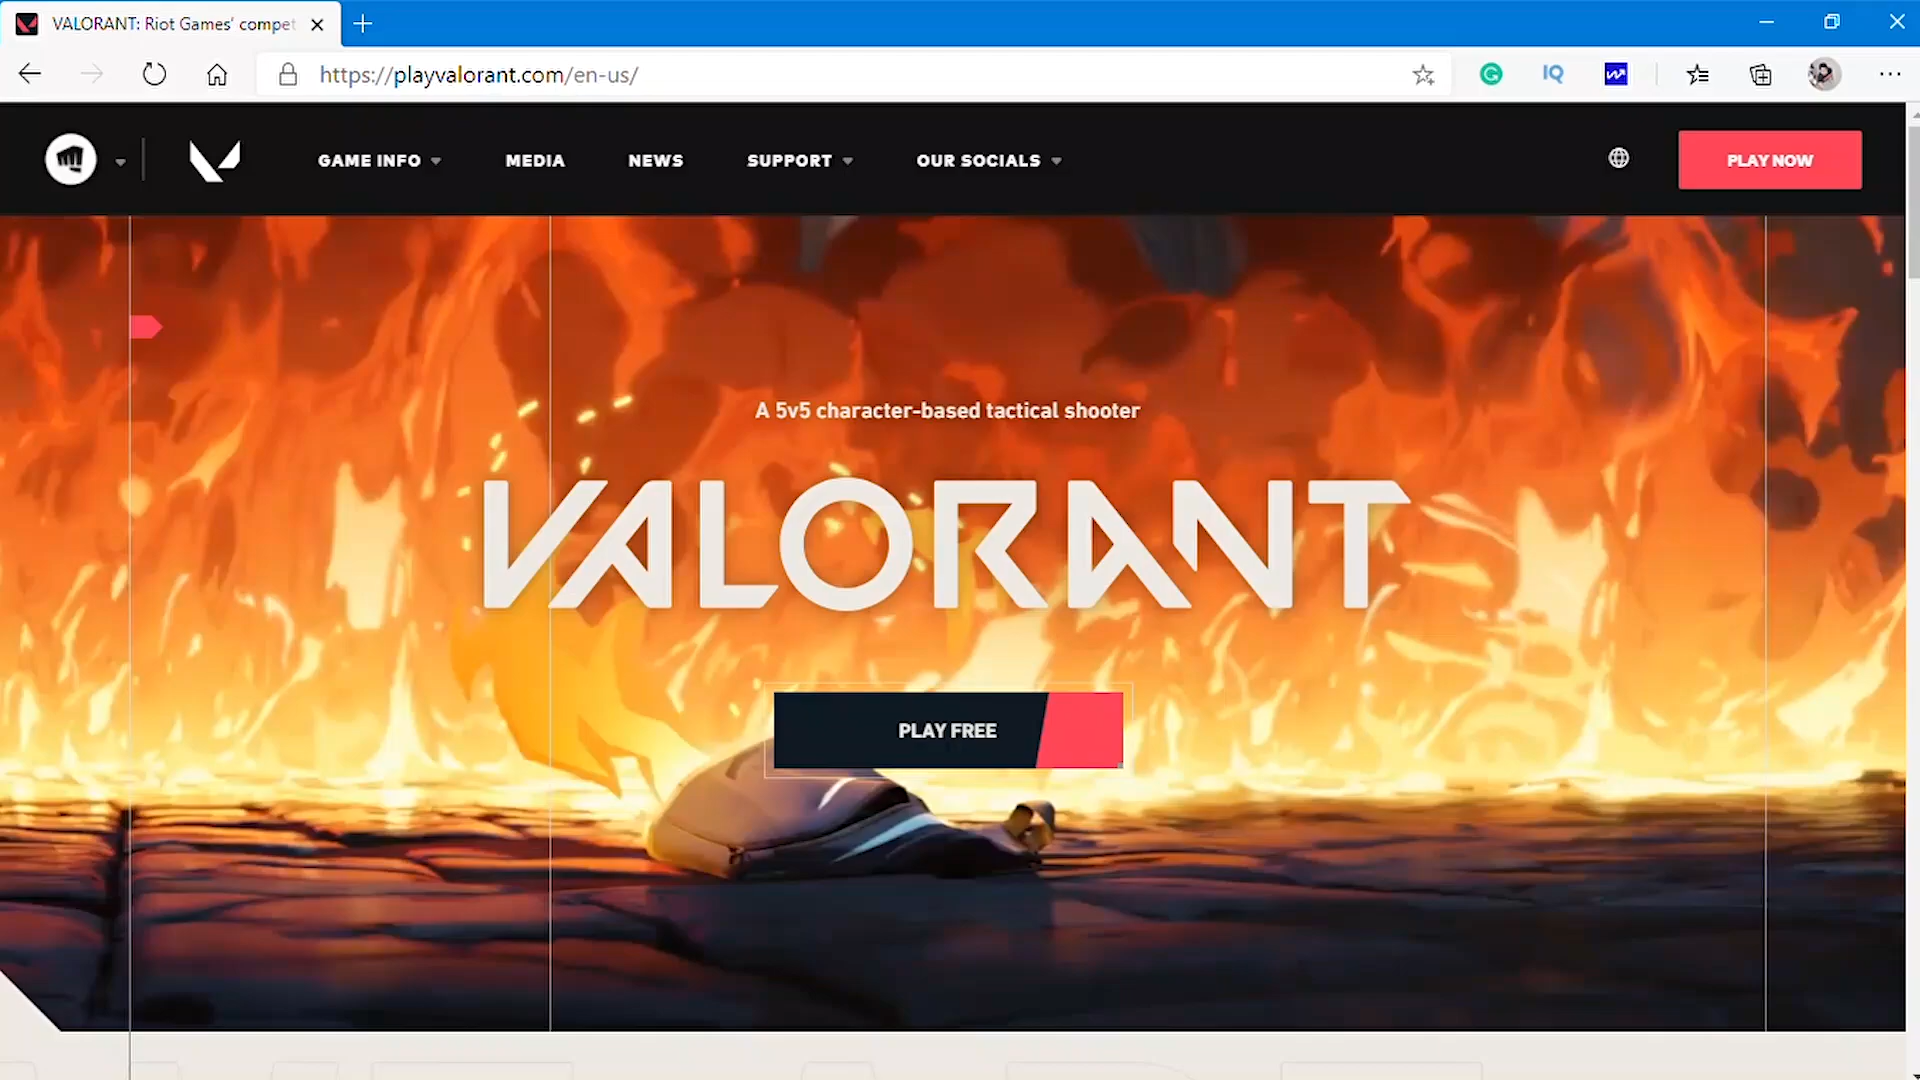 VALORANT: Riot Games' compet
https://playvalorant.com/en-us/
IQ
GAME INFO
MEDIA
NEWS
SUPPORT
OUR SOCIALS
PLAY NOW
A 5v5 character-based tactical shooter
VALORANT
PLAY FREE